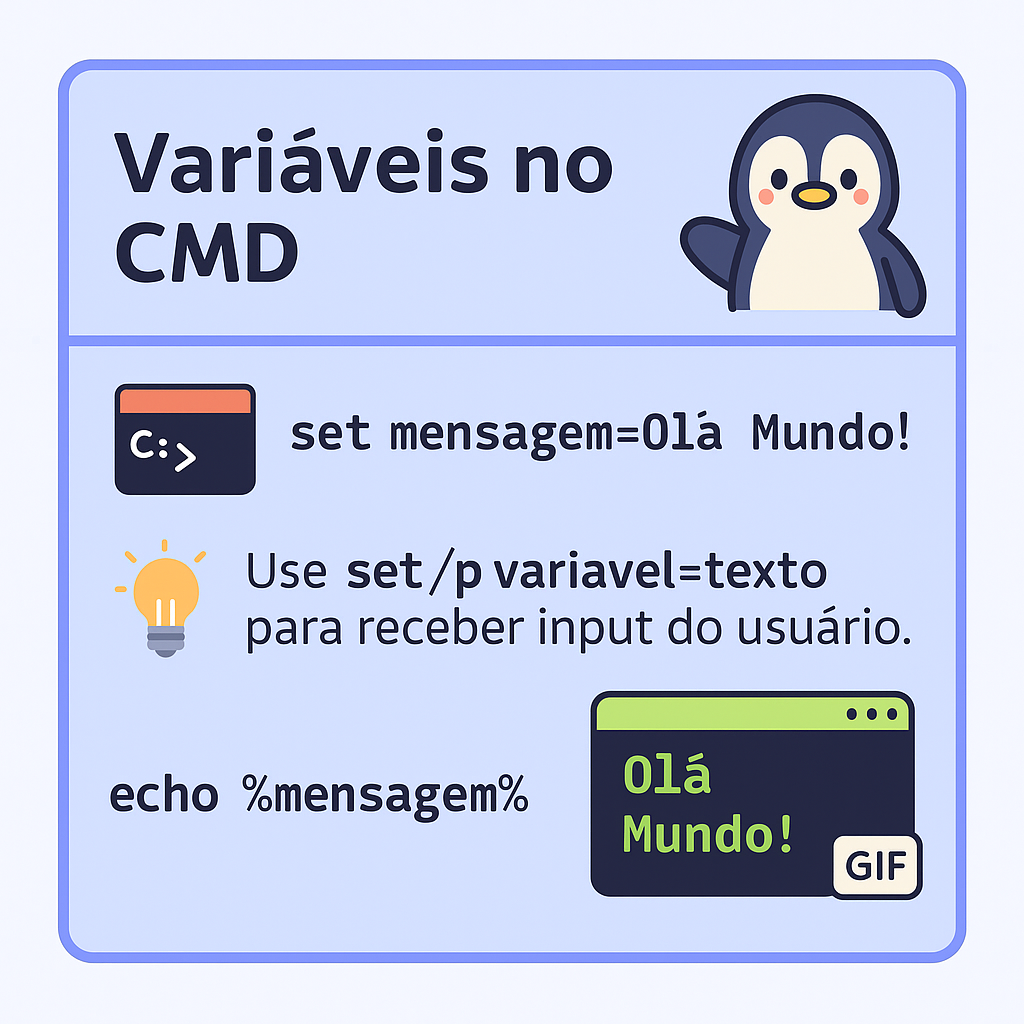 Variáveis no
CMD
C:>
set mensagem=Olá Mundo!
Use set /p variavel=texto
para receber input do usuário.
echo %mensagem%
Olá
Mundo!
GIF